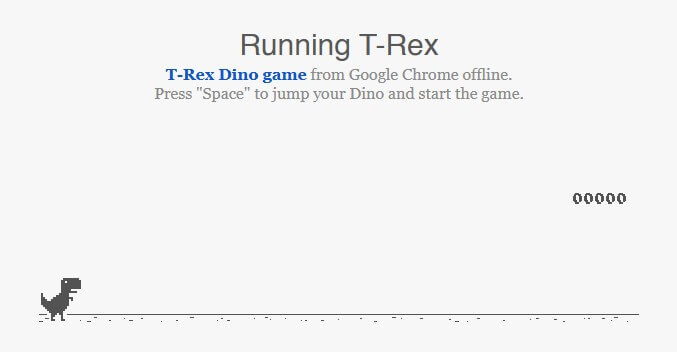 Running T-Rex
T-Rex Dino game from Google Chrome offline.
Press "Space" to jump your Dino and start the game.
00000